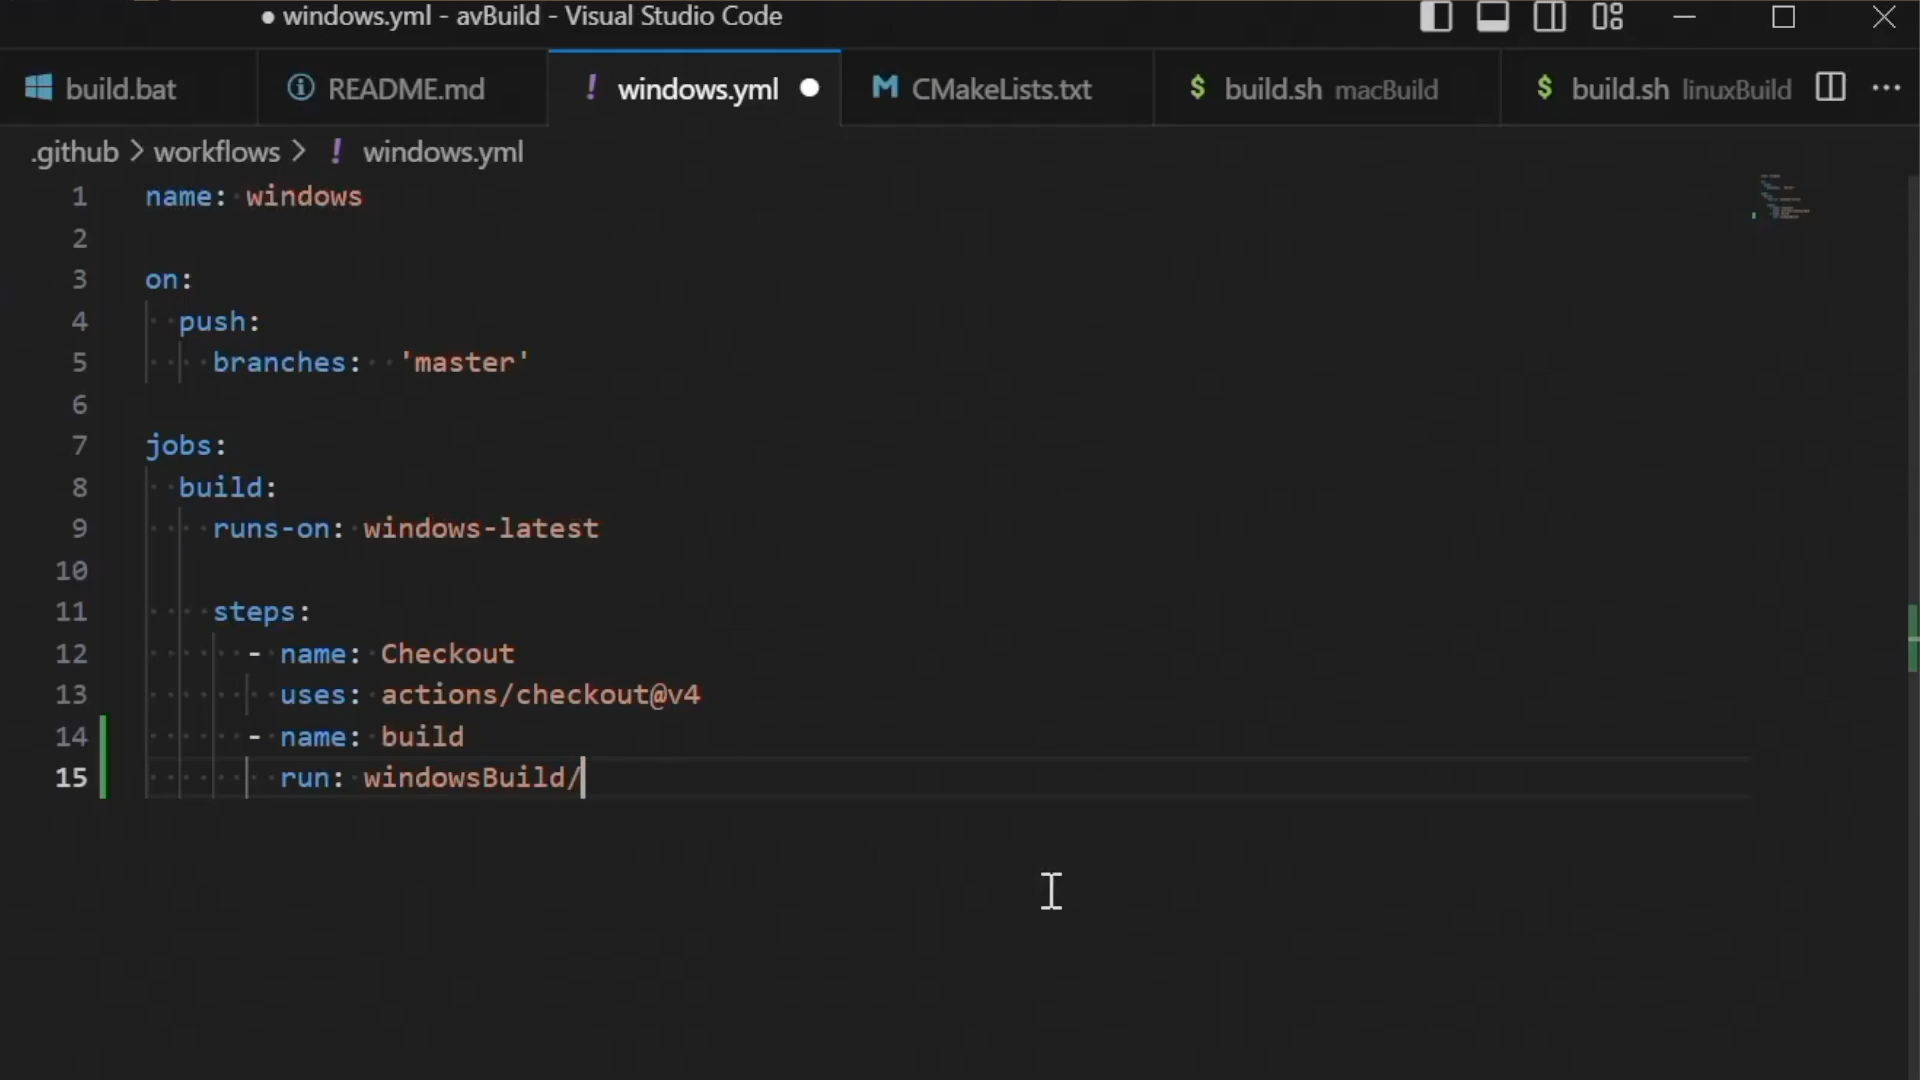 ● windows.yml - avBuild - Visual Studio Code
build.bat README.md ! windows.yml ● CMakeLists.txt $ build.sh macBuild $ build.sh linuxBuild ···
.github > workflows > ! windows.yml
1 name: windows
2
3 on:
4 push:
5 branches: 'master'
6
7 jobs:
8 build:
9 runs-on: windows-latest
10
11 steps:
12 - name: Checkout
13 uses: actions/checkout@v4
14 - name: build
15 run: windowsBuild/